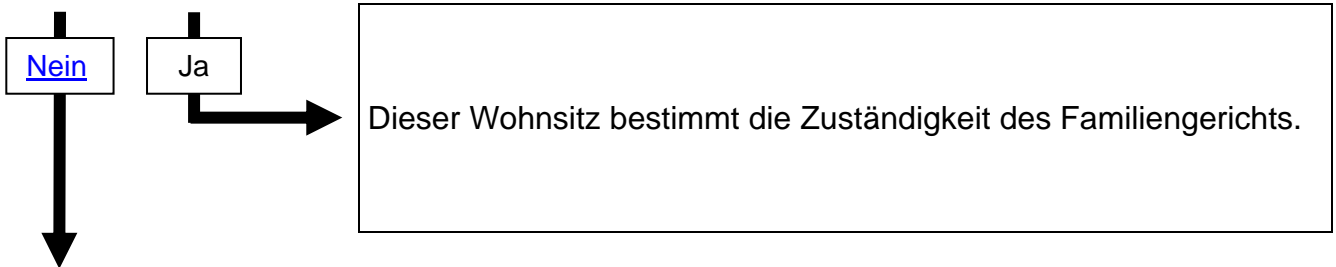 Nein
Ja
Dieser Wohnsitz bestimmt die Zuständigkeit des Familiengerichts.